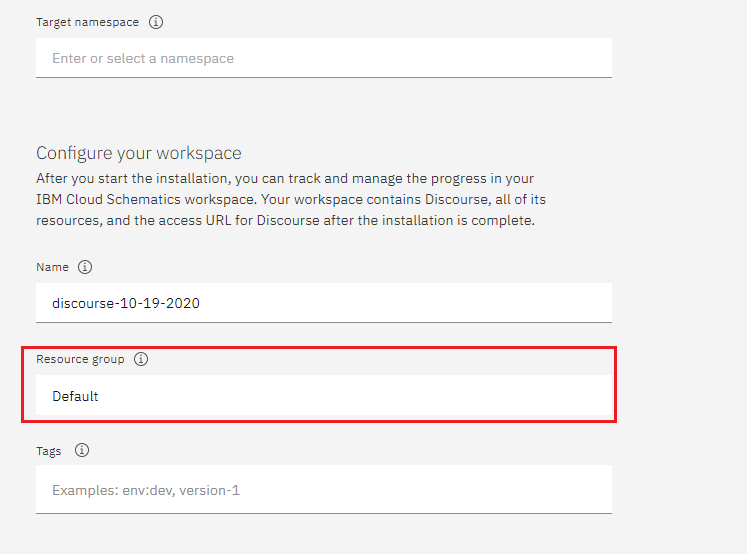 Target namespace
Enter or select a namespace
Configure your workspace
After you start the installation, you can track and manage the progress in your
IBM Cloud Schematics workspace. Your workspace contains Discourse, all of its
resources, and the access URL for Discourse after the installation is complete.
Name
discourse-10-19-2020
Resource group
Default
Tags
Examples: env:dev, version-1